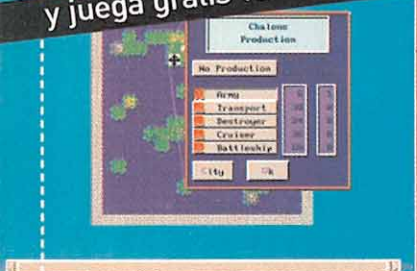 y juega gratis
Chalons
Production
No Production
Army
Transport
Destroyer
Cruiser
Battleship
City
Ok